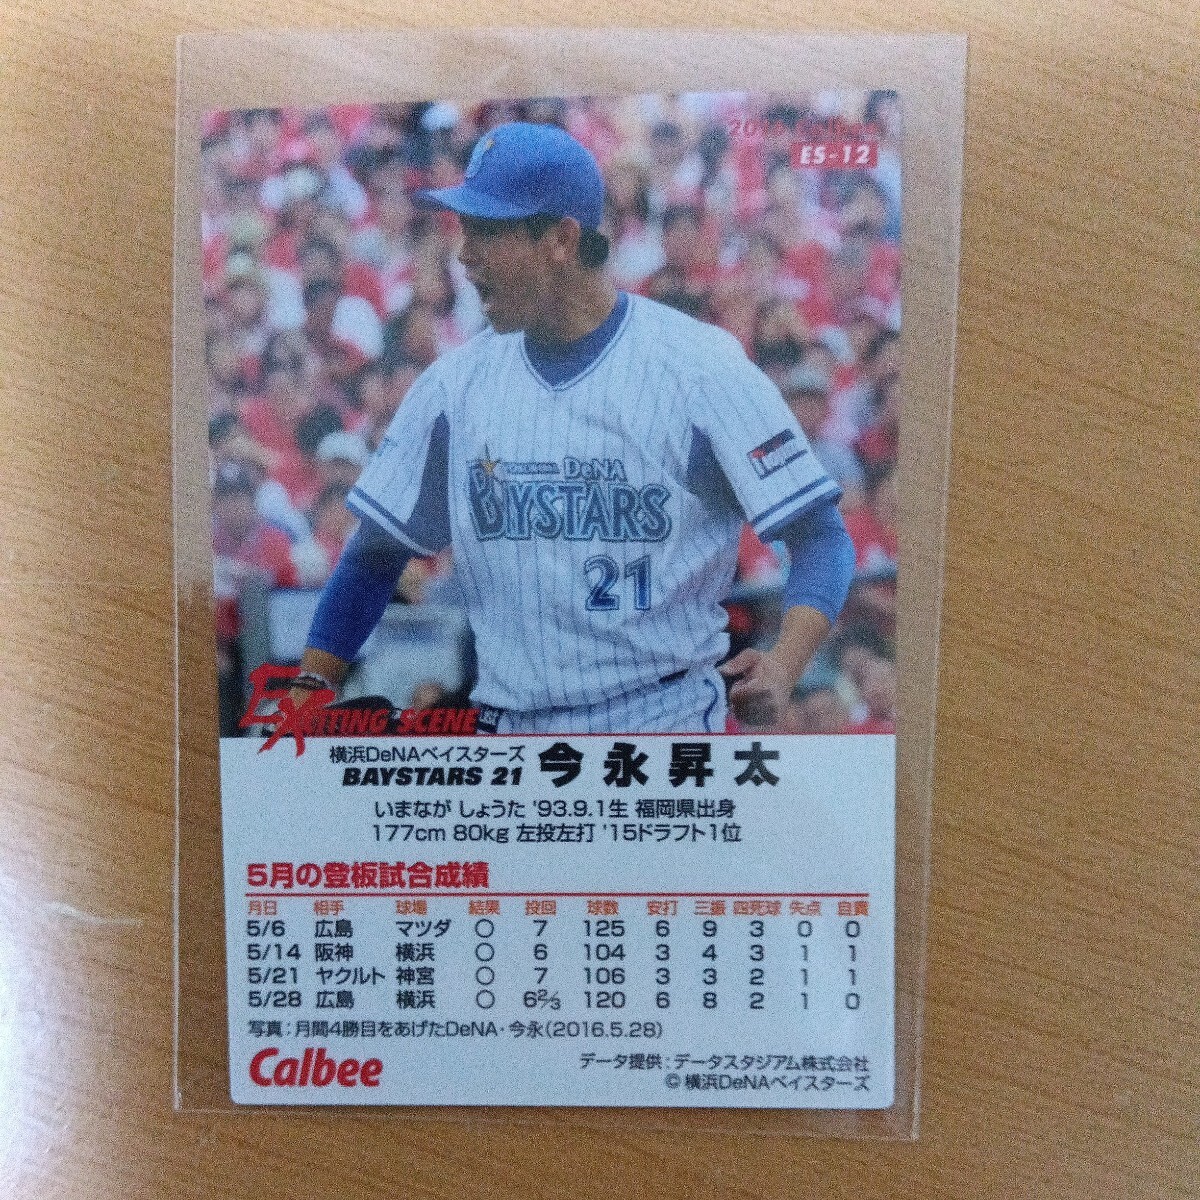 ES-12
YOKOHAMA DeNA
BAYSTARS
21
EXCITING SCENE
横浜DeNAベイスターズ
BAYSTARS 21 今永昇太
いまなが しょうた '93.9.1生 福岡県出身
177cm 80kg 左投左打 '15ドラフト1位
5月の登板試合成績
月日 相手 球場 結果 投回 球数 安打 三振 四死球 失点 自責
5/6 広島 マツダ ○ 7 125 6 9 3 0 0
5/14 阪神 横浜 ○ 6 104 3 4 3 1 1
5/21 ヤクルト 神宮 ○ 7 106 3 3 2 1 1
5/28 広島 横浜 ○ 6⅔ 120 6 8 2 1 0
写真:月間4勝目をあげたDeNA・今永(2016.5.28)
Calbee データ提供:データスタジアム株式会社
©横浜DeNAベイスターズ